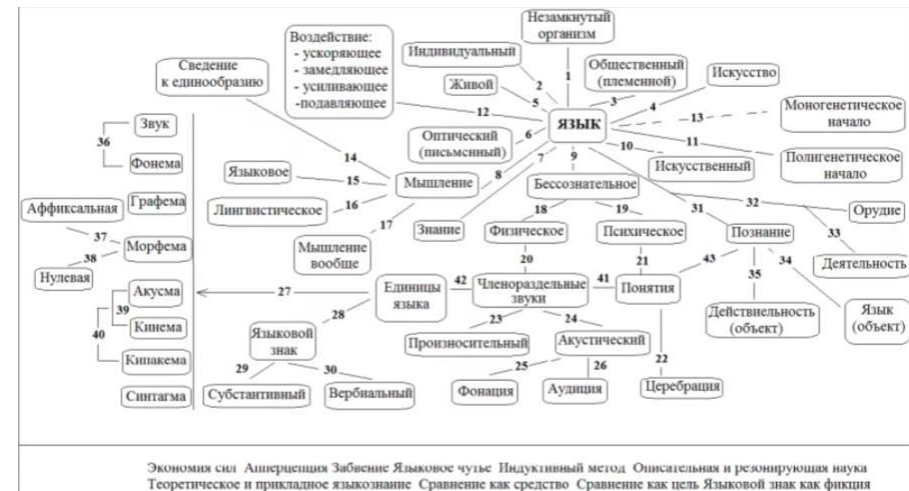 Незамкнутый
организм
Воздействие:
- ускоряющее
- замедляющее
- усиливающее
-подавляющее
Индивидуальный
Общественный
(племенной)
Искусство
Сведение
к единообразию
Живой
1
2
3
4
5
12
13
Моногенетическое
начало
ЯЗЫК
Звук
36
Оптический
(письменный)
6
7
9
10
11
Искусственный
Полигенетическое
начало
Фонема
14
8
Языковое
15
Мышление
Бессознательное
Графема
Аффиксальная
Лингвистическое
16
17
Знание
18
19
31
32
Орудие
37
Морфема
38
Нулевая
Мышление
вообще
Физическое
Психическое
Познание
33
Деятельность
20
21
43
35
34
Акусма
27
Единицы
языка
42
Членораздельные
звуки
41
Понятия
39
40
Кинема
28
Действиельность
(объект)
Язык
(объект)
Языковой
знак
23
24
Произносительный
Акустический
22
Кинакема
29
30
25
26
Синтагма
Субстантивный
Вербиальный
Фонация
Аудиция
Церебрация
Экономия сил Апперцепция Забвение Языковое чутье Индуктивный метод Описательная и резонирующая наука
Теоретическое и прикладное языкознание Сравнение как средство Сравнение как цель Языковой знак как фикция